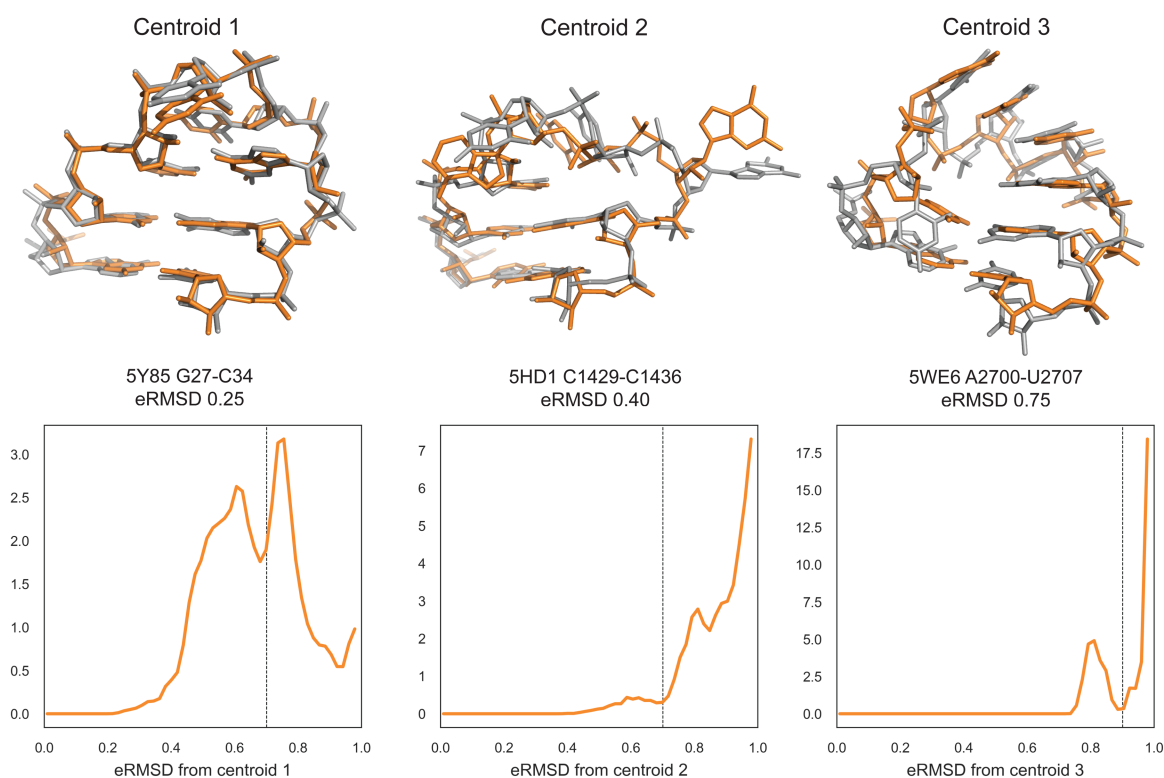 Centroid 1
Centroid 2
Centroid 3
5Y85 G27-C34
eRMSD 0.25
5HD1 C1429-C1436
eRMSD 0.40
5WE6 A2700-U2707
eRMSD 0.75
3.0
2.5
2.0
1.5
1.0
0.5
0.0
0.0 0.2 0.4 0.6 0.8 1.0
eRMSD from centroid 1
7
6
5
4
3
2
1
0
0.0 0.2 0.4 0.6 0.8 1.0
eRMSD from centroid 2
17.5
15.0
12.5
10.0
7.5
5.0
2.5
0.0
0.0 0.2 0.4 0.6 0.8 1.0
eRMSD from centroid 3